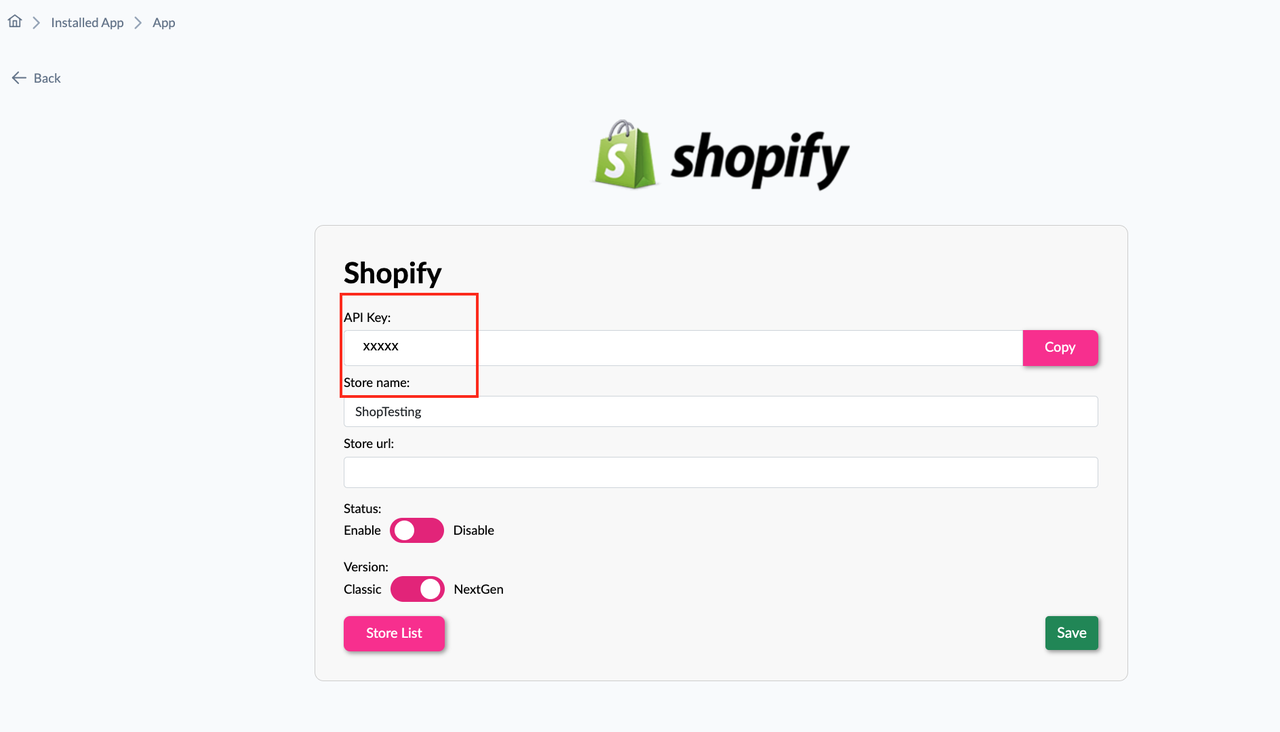 Installed App
App
Back
shopify
Shopify
API Key:
xxxxx
Copy
Store name:
ShopTesting
Store url:
Status:
Enable Disable
Version:
Classic NextGen
Store List
Save